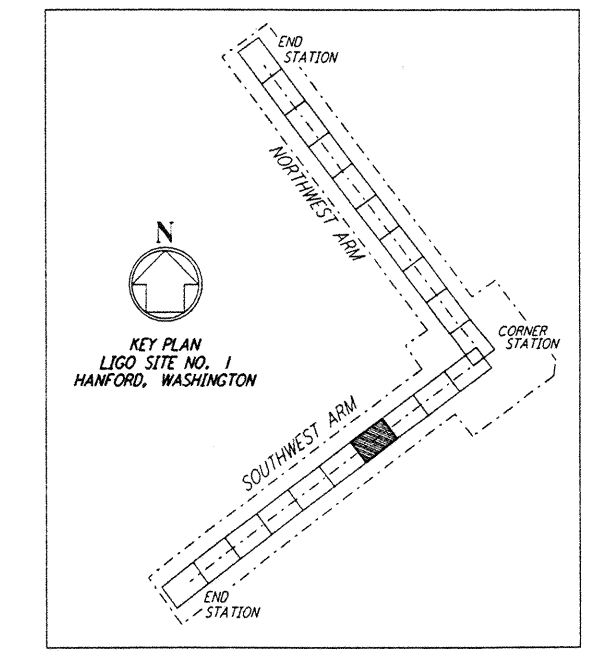 END
STATION
NORTHWEST ARM
N
KEY PLAN
LIGO SITE NO. 1
HANFORD, WASHINGTON
CORNER
STATION
SOUTHWEST ARM
END
STATION